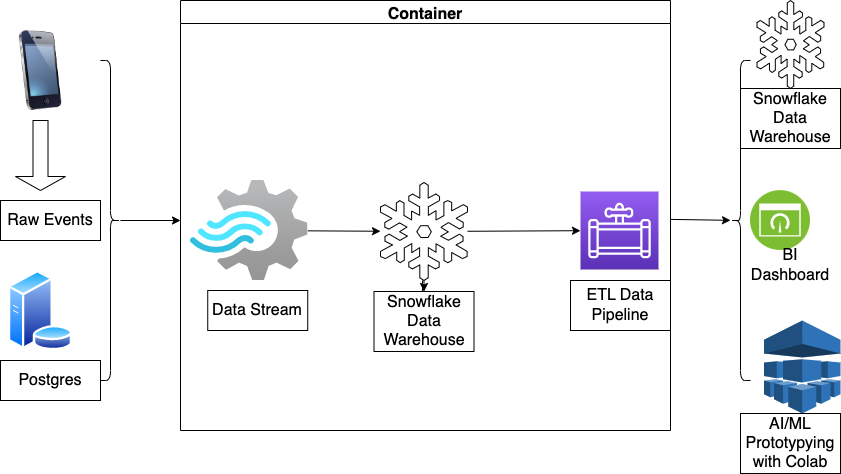 Container
Raw Events
Postgres
Data Stream
Snowflake
Data
Warehouse
ETL Data
Pipeline
Snowflake
Data
Warehouse
BI
Dashboard
AI/ML
Prototypying
with Colab